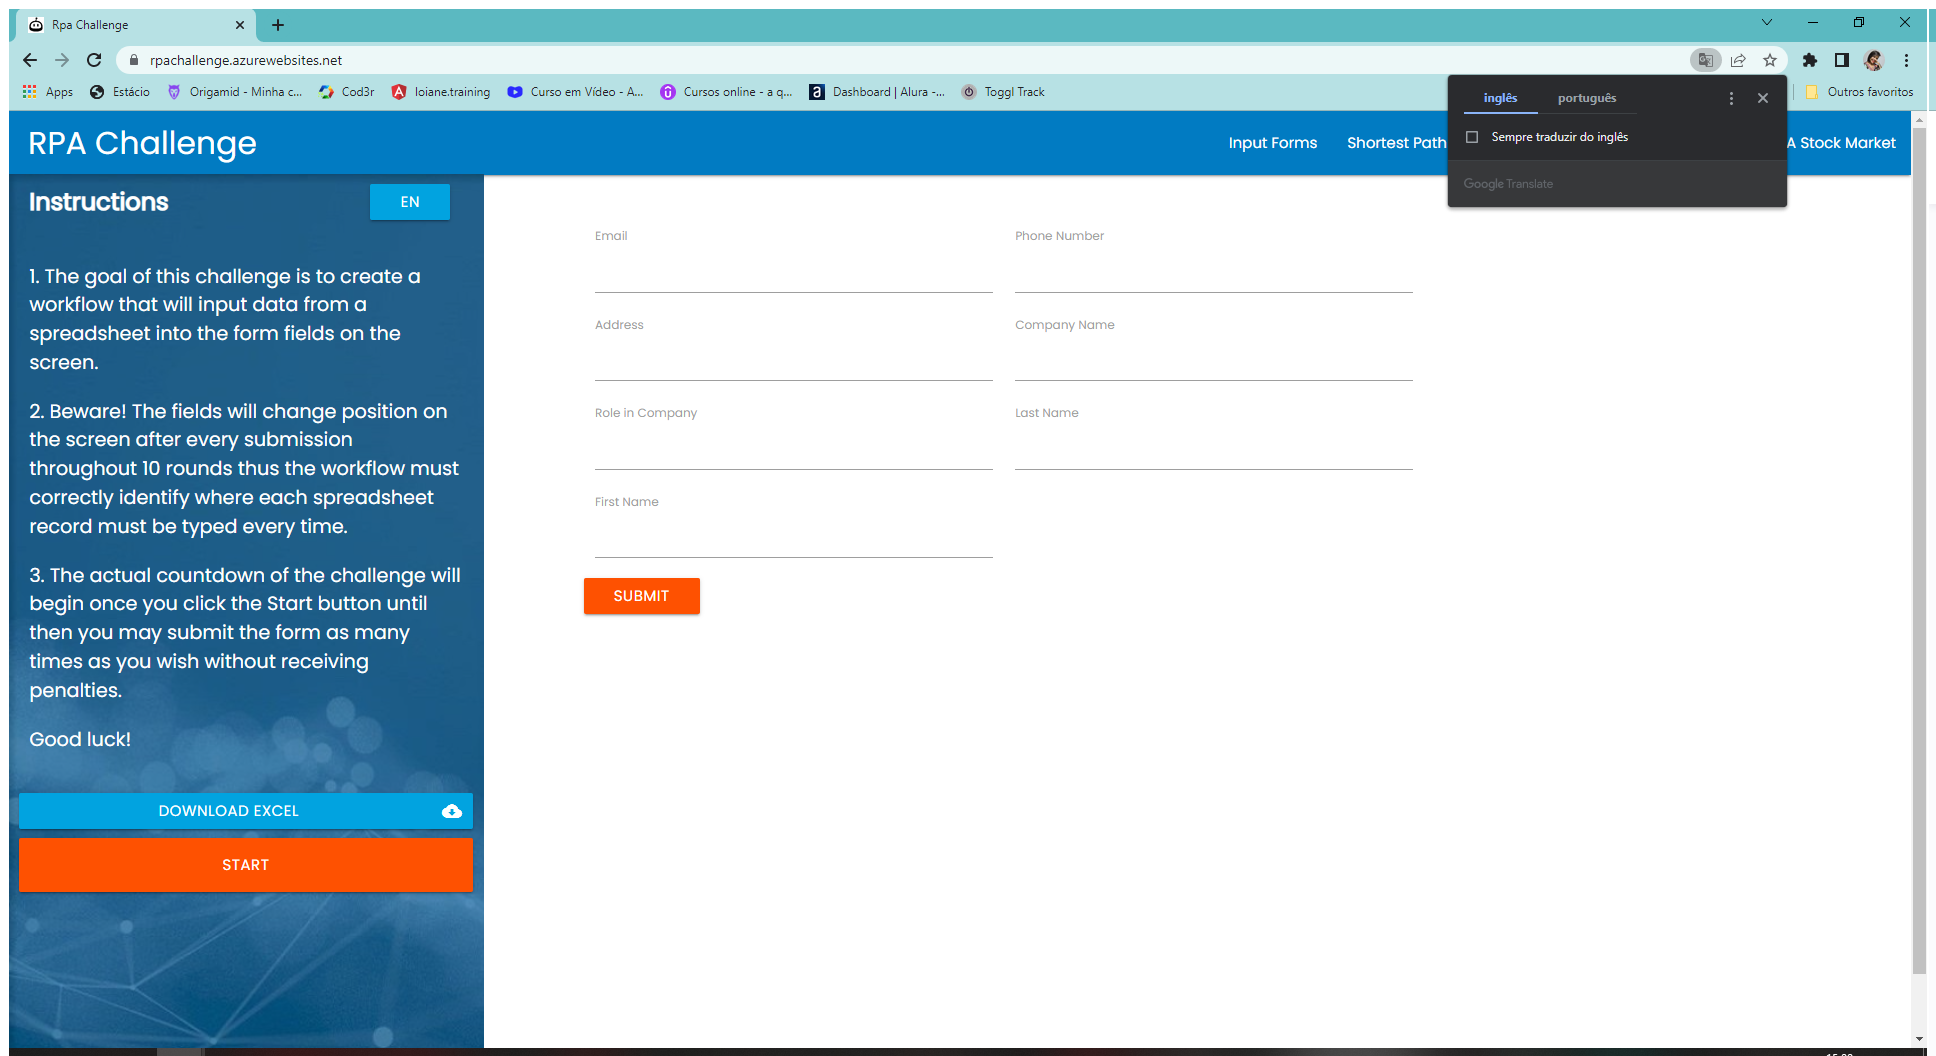 Rpa Challenge
rpachallenge.azurewebsites.net
Apps Estácio Origamid - Minha c... Cod3r loiane.training Curso em Vídeo - A... Cursos online - a q... Dashboard | Alura -... Toggl Track Outros favoritos
inglês português
Sempre traduzir do inglês
Google Translate
RPA Challenge
Input Forms Shortest Path A Stock Market
Instructions
EN
1. The goal of this challenge is to create a
workflow that will input data from a
spreadsheet into the form fields on the
screen.
2. Beware! The fields will change position on
the screen after every submission
throughout 10 rounds thus the workflow must
correctly identify where each spreadsheet
record must be typed every time.
3. The actual countdown of the challenge will
begin once you click the Start button until
then you may submit the form as many
times as you wish without receiving
penalties.
Good luck!
DOWNLOAD EXCEL
START
Email Phone Number
Address Company Name
Role in Company Last Name
First Name
SUBMIT